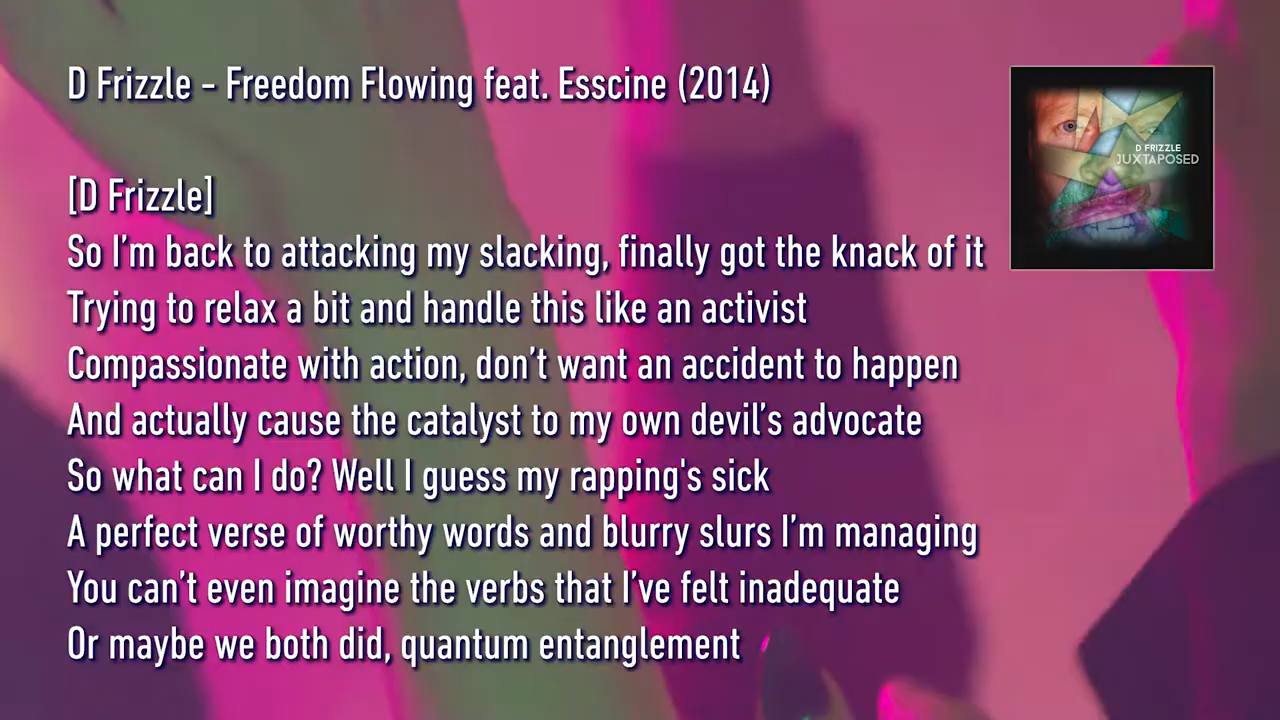 D Frizzle - Freedom Flowing feat. Esscine (2014)
D FRIZZLE
JUXTAPOSED
[D Frizzle]
So I’m back to attacking my slacking, finally got the knack of it
Trying to relax a bit and handle this like an activist
Compassionate with action, don’t want an accident to happen
And actually cause the catalyst to my own devil’s advocate
So what can I do? Well I guess my rapping's sick
A perfect verse of worthy words and blurry slurs I’m managing
You can’t even imagine the verbs that I’ve felt inadequate
Or maybe we both did, quantum entanglement